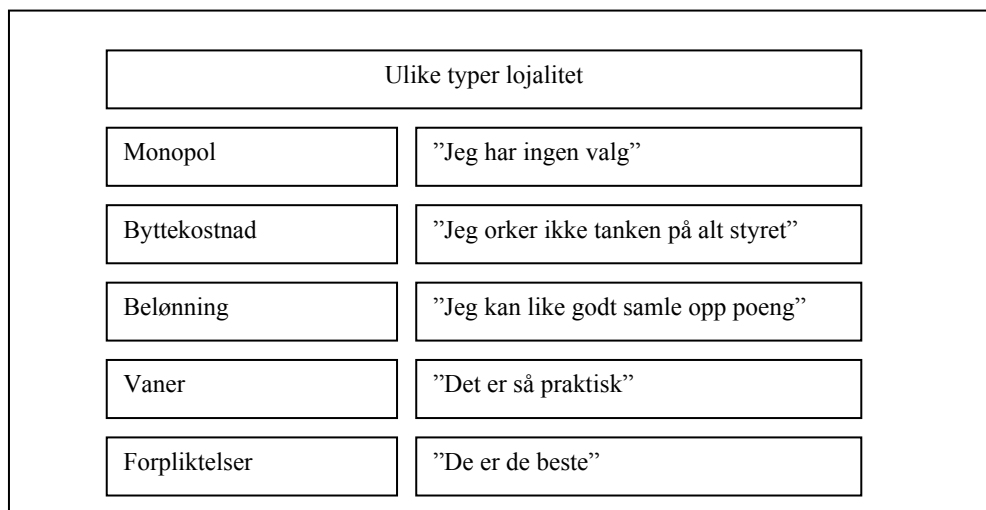 Ulike typer lojalitet
Monopol ”Jeg har ingen valg”
Byttekostnad ”Jeg orker ikke tanken på alt styret”
Belønning ”Jeg kan like godt samle opp poeng”
Vaner ”Det er så praktisk”
Forpliktelser ”De er de beste”